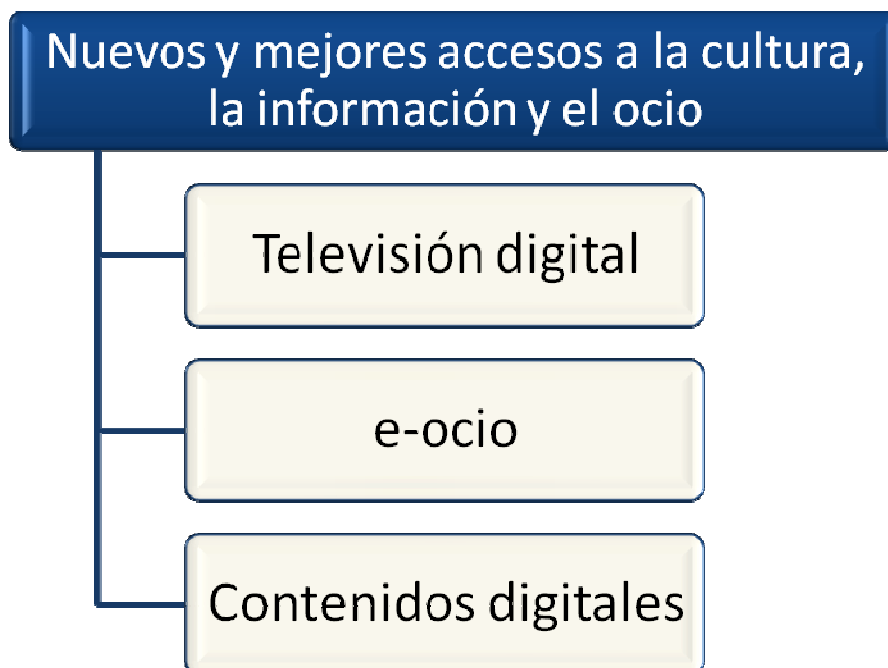 Nuevos y mejores accesos a la cultura,
la información y el ocio
Televisión digital
e-ocio
Contenidos digitales